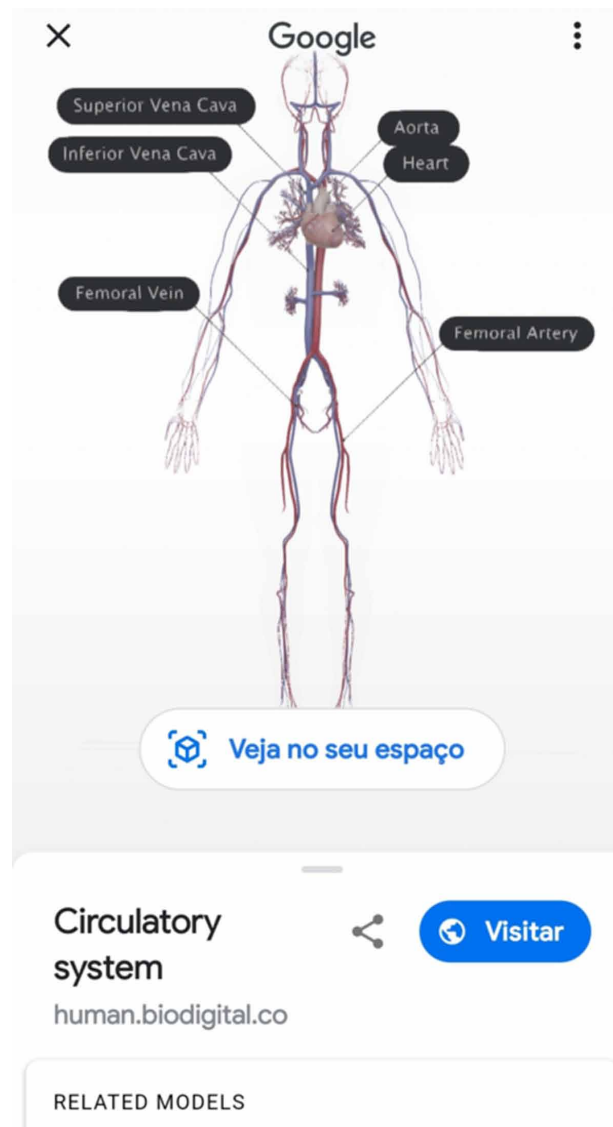 Google
Superior Vena Cava
Aorta
Inferior Vena Cava
Heart
Femoral Vein
Femoral Artery
Veja no seu espaço
Circulatory
system
Visitar
human.biodigital.co
RELATED MODELS